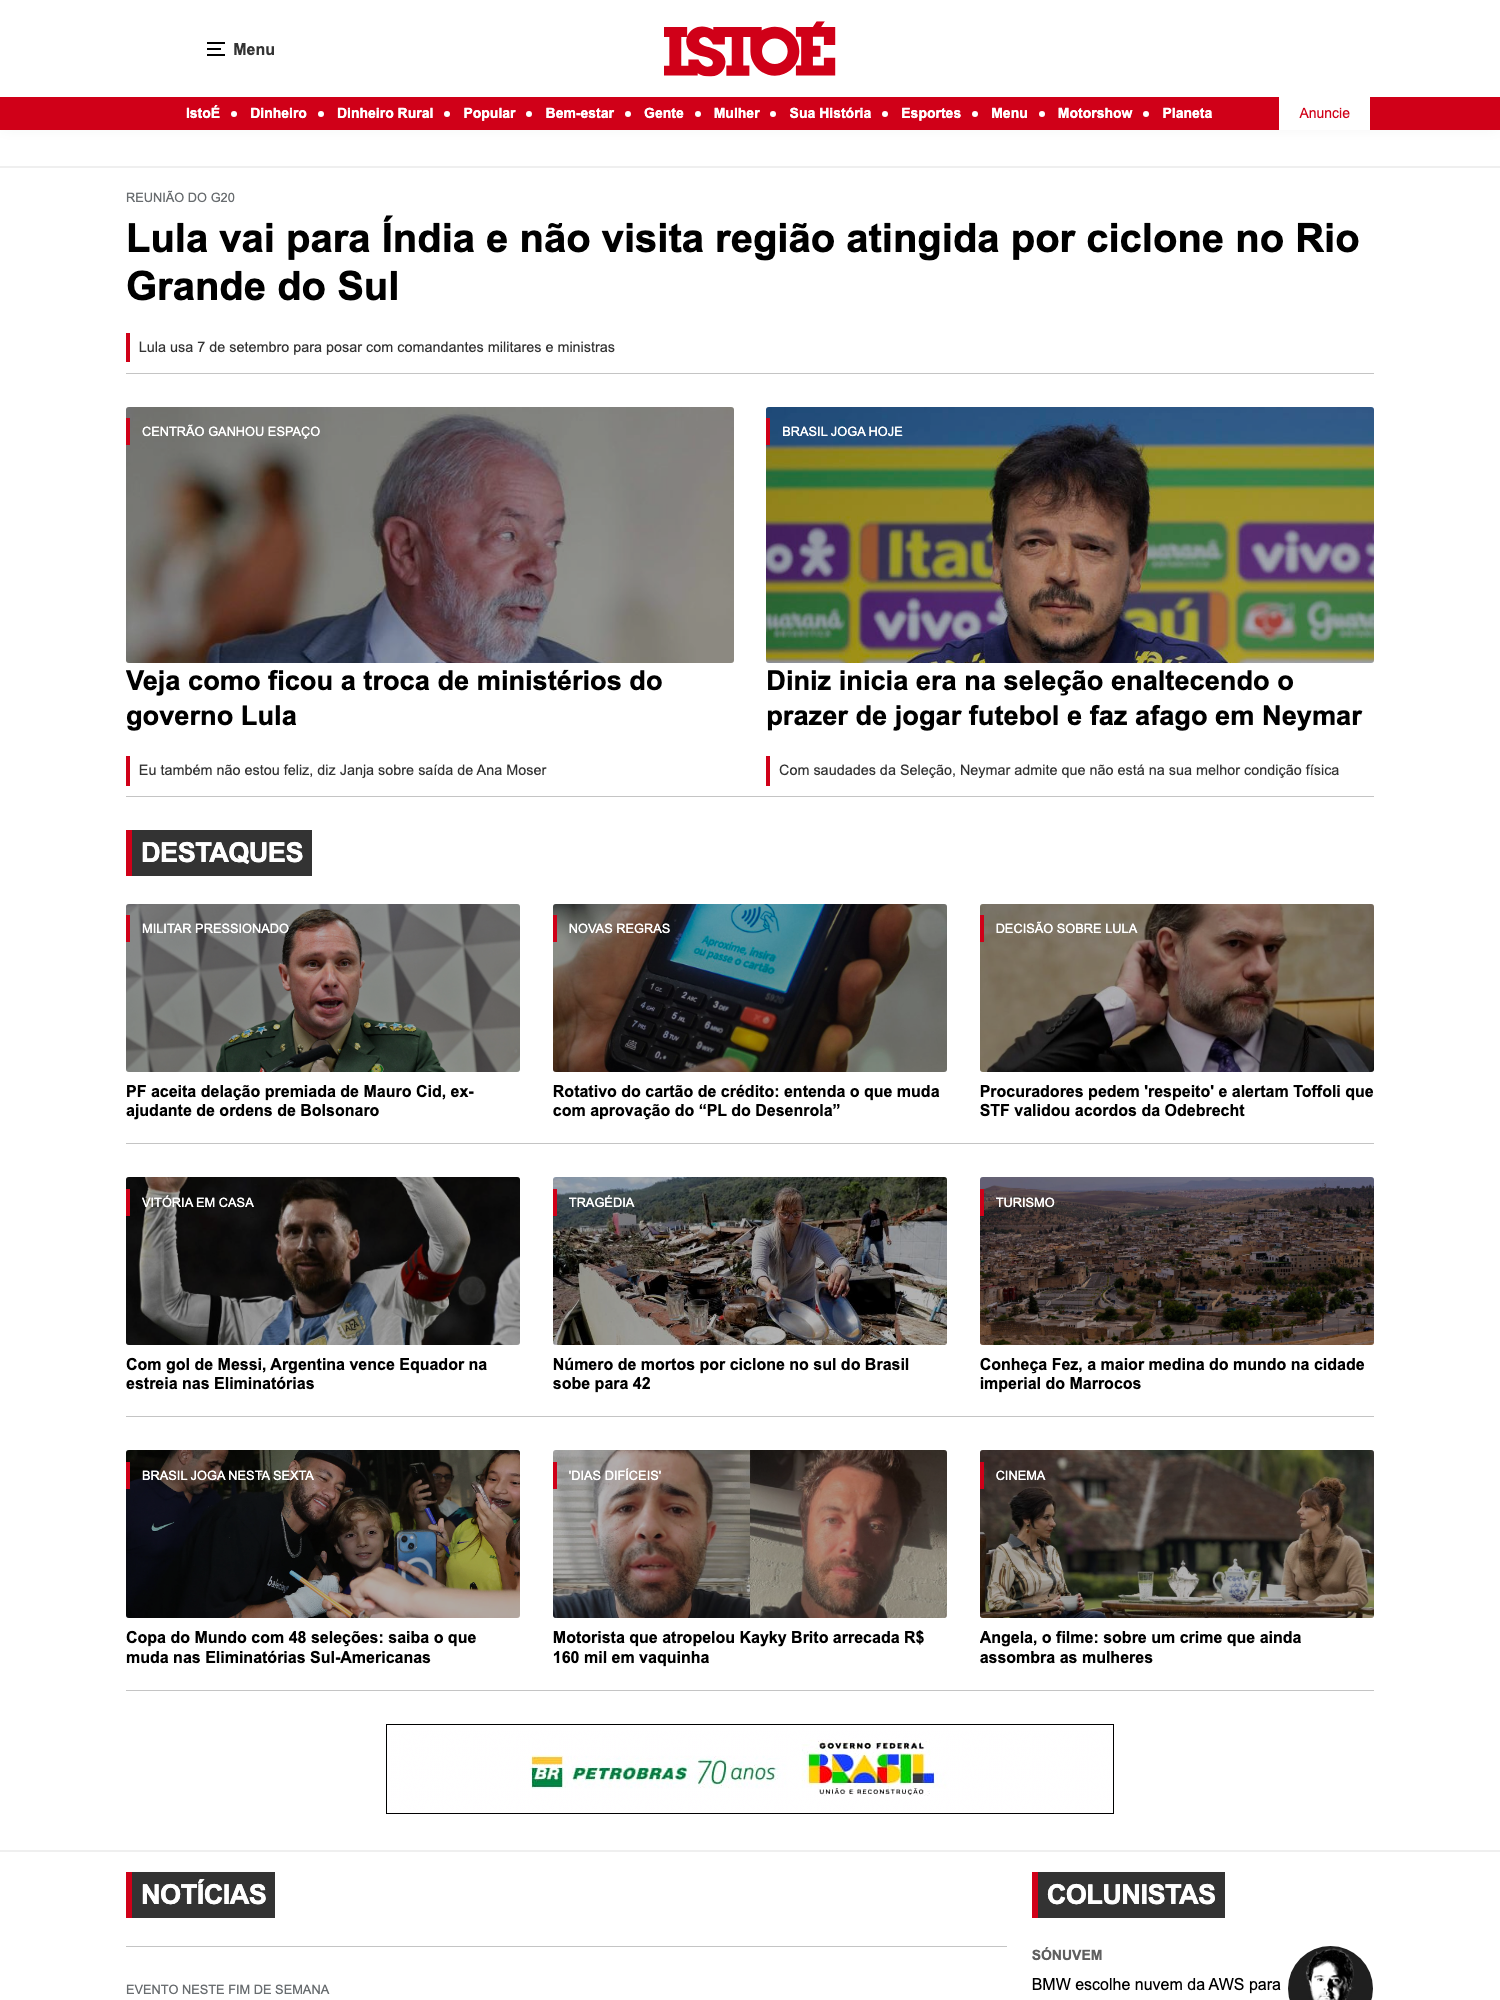 Menu
ISTOÉ
IstoÉ • Dinheiro • Dinheiro Rural • Popular • Bem-estar • Gente • Mulher • Sua História • Esportes • Menu • Motorshow • Planeta
Anuncie
REUNIÃO DO G20
Lula vai para Índia e não visita região atingida por ciclone no Rio
Grande do Sul
Lula usa 7 de setembro para posar com comandantes militares e ministras
CENTRÃO GANHOU ESPAÇO
Veja como ficou a troca de ministérios do
governo Lula
Eu também não estou feliz, diz Janja sobre saída de Ana Moser
BRASIL JOGA HOJE
Itaú
guaraná
vivo
guaraná
ANTARCTICA
vivo
Guara
Diniz inicia era na seleção enaltecendo o
prazer de jogar futebol e faz afago em Neymar
Com saudades da Seleção, Neymar admite que não está na sua melhor condição física
DESTAQUES
MILITAR PRESSIONADO
PF aceita delação premiada de Mauro Cid, ex-
ajudante de ordens de Bolsonaro
NOVAS REGRAS
Aproxime, insira
ou passe o cartão
Rotativo do cartão de crédito: entenda o que muda
com aprovação do “PL do Desenrola”
DECISÃO SOBRE LULA
Procuradores pedem 'respeito' e alertam Toffoli que
STF validou acordos da Odebrecht
VITÓRIA EM CASA
AFA
Com gol de Messi, Argentina vence Equador na
estreia nas Eliminatórias
TRAGÉDIA
Número de mortos por ciclone no sul do Brasil
sobe para 42
TURISMO
Conheça Fez, a maior medina do mundo na cidade
imperial do Marrocos
BRASIL JOGA NESTA SEXTA
Copa do Mundo com 48 seleções: saiba o que
muda nas Eliminatórias Sul-Americanas
'DIAS DIFÍCEIS'
Motorista que atropelou Kayky Brito arrecada R$
160 mil em vaquinha
CINEMA
Angela, o filme: sobre um crime que ainda
assombra as mulheres
BR PETROBRAS 70 anos
GOVERNO FEDERAL
BRASIL
UNIÃO E RECONSTRUÇÃO
NOTÍCIAS
EVENTO NESTE FIM DE SEMANA
COLUNISTAS
SÓNUVEM
BMW escolhe nuvem da AWS para